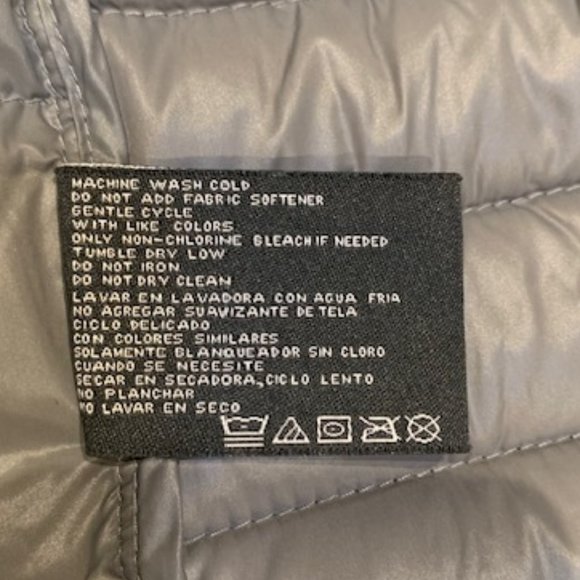 MACHINE WASH COLD
DO NOT ADD FABRIC SOFTENER
GENTLE CYCLE
WITH LIKE COLORS
ONLY NON-CHLORINE BLEACH IF NEEDED
TUMBLE DRY LOW
DO NOT IRON
DO NOT DRY CLEAN
LAVAR EN LAVADORA CON AGUA FRIA
NO AGREGAR SUAVIZANTE DE TELA
CICLO DELICADO
CON COLORES SIMILARES
SOLAMENTE BLANQUEADOR SIN CLORO
CUANDO SE NECESITE
SECAR EN SECADORA, CICLO LENTO
NO PLANCHAR
NO LAVAR EN SECO